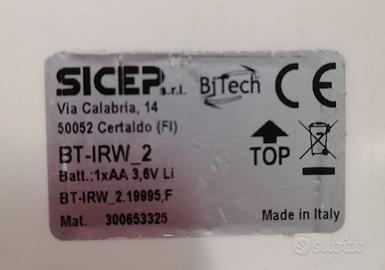 SICEP s.r.l. BjTech CE
Via Calabria, 14
50052 Certaldo (FI)
BT-IRW_2
Batt.:1xAA 3,6V Li
TOP
BT-IRW_2.19995,F
Mat. 300653325
Made in Italy
subito